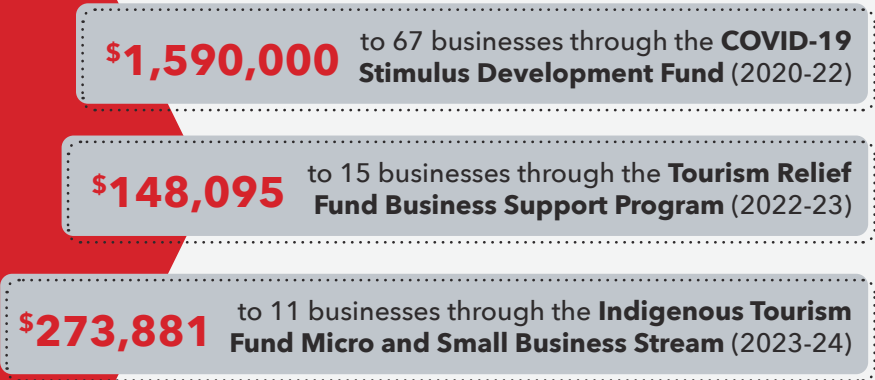 $1,590,000
to 67 businesses through the COVID-19
Stimulus Development Fund (2020-22)
$148,095
to 15 businesses through the Tourism Relief
Fund Business Support Program (2022-23)
$273,881
to 11 businesses through the Indigenous Tourism
Fund Micro and Small Business Stream (2023-24)